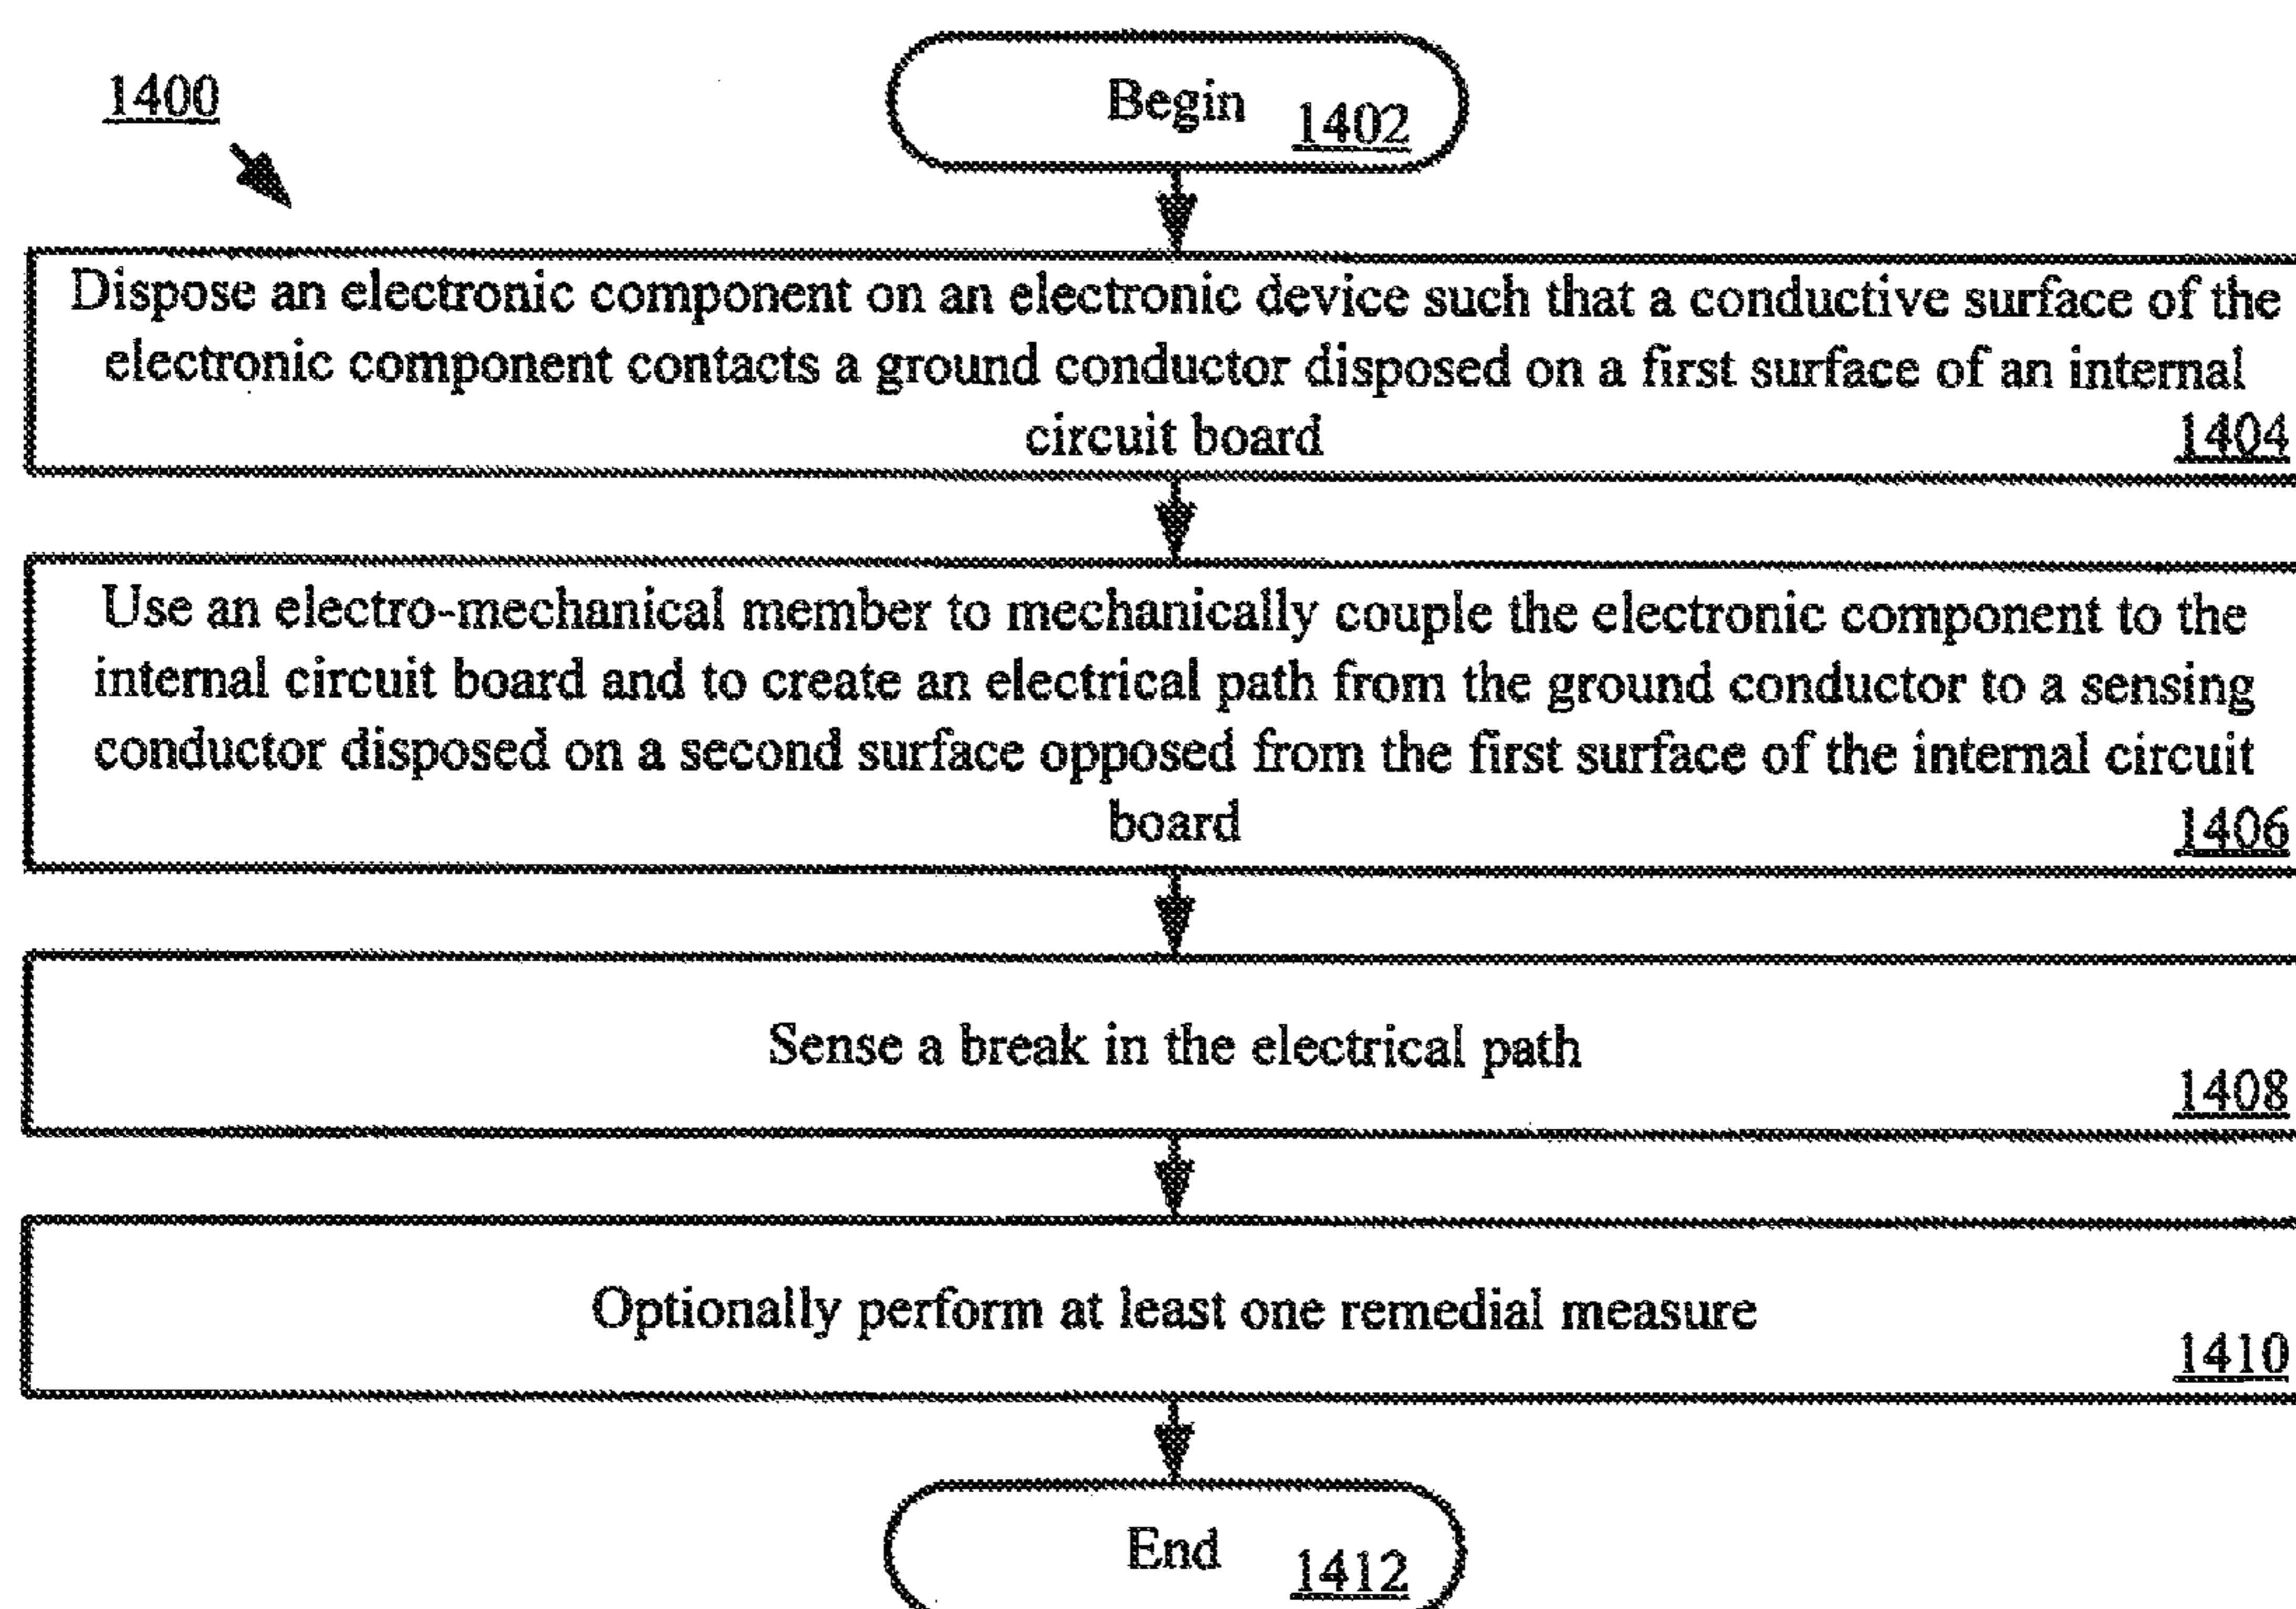 1400
Begin 1402
Dispose an electronic component on an electronic device such that a conductive surface of the
electronic component contacts a ground conductor disposed on a first surface of an internal
circuit board 1404
Use an electro-mechanical member to mechanically couple the electronic component to the
internal circuit board and to create an electrical path from the ground conductor to a sensing
conductor disposed on a second surface opposed from the first surface of the internal circuit
board 1406
Sense a break in the electrical path
1408
Optionally perform at least one remedial measure
1410
End 1412